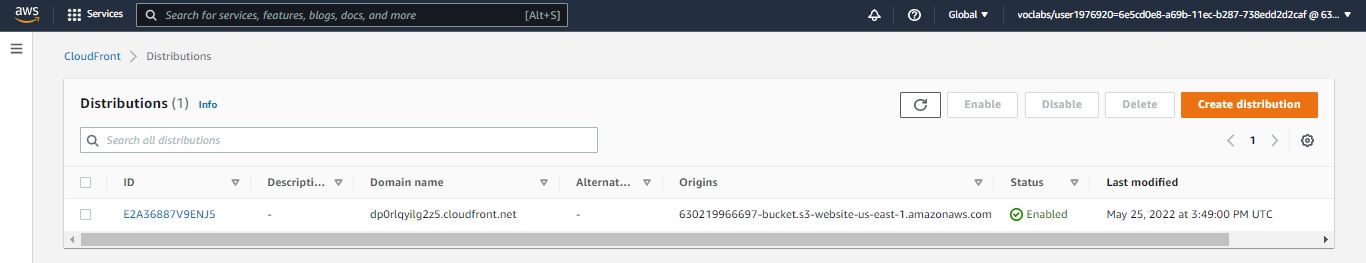 aws Services Search for services, features, blogs, docs, and more [Alt+S] Global voclabs/user1976920=6e5cd0e8-a69b-11ec-b287-738edd2d2caf @ 63...
CloudFront Distributions
Distributions (1) Info Enable Disable Delete Create distribution
Search all distributions 1
ID Descripti... Domain name Alternat... Origins Status Last modified
E2A36887V9ENJ5 - dp0rlqyilg2z5.cloudfront.net - 630219966697-bucket.s3-website-us-east-1.amazonaws.com Enabled May 25, 2022 at 3:49:00 PM UTC